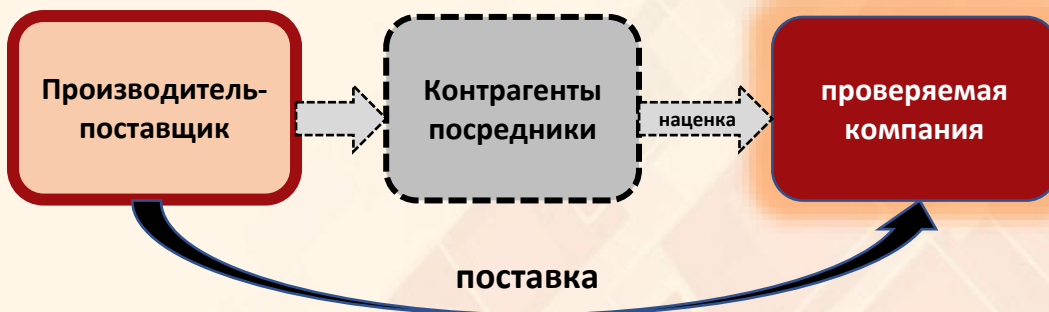 Производитель-
поставщик
Контрагенты
посредники
наценка
проверяемая
компания
поставка